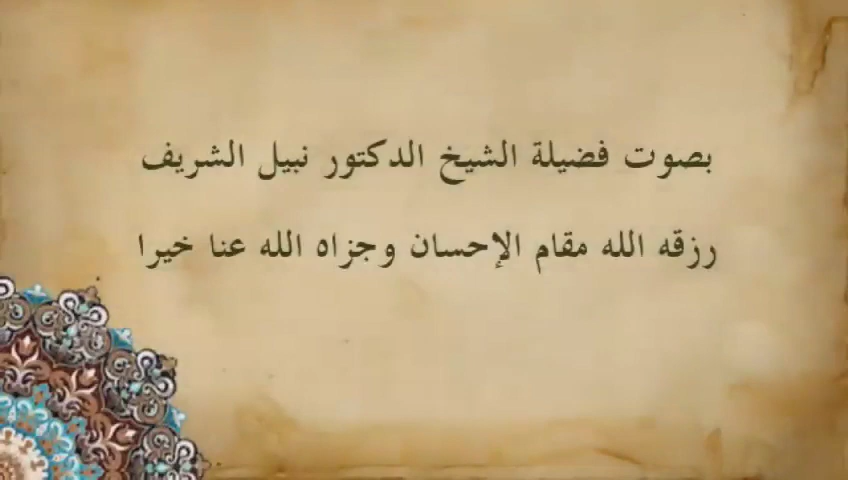 بصوت فضيلة الشيخ الدكتور نبيل الشريف
رزقه الله مقام الإحسان وجزاه الله عنا خيرا